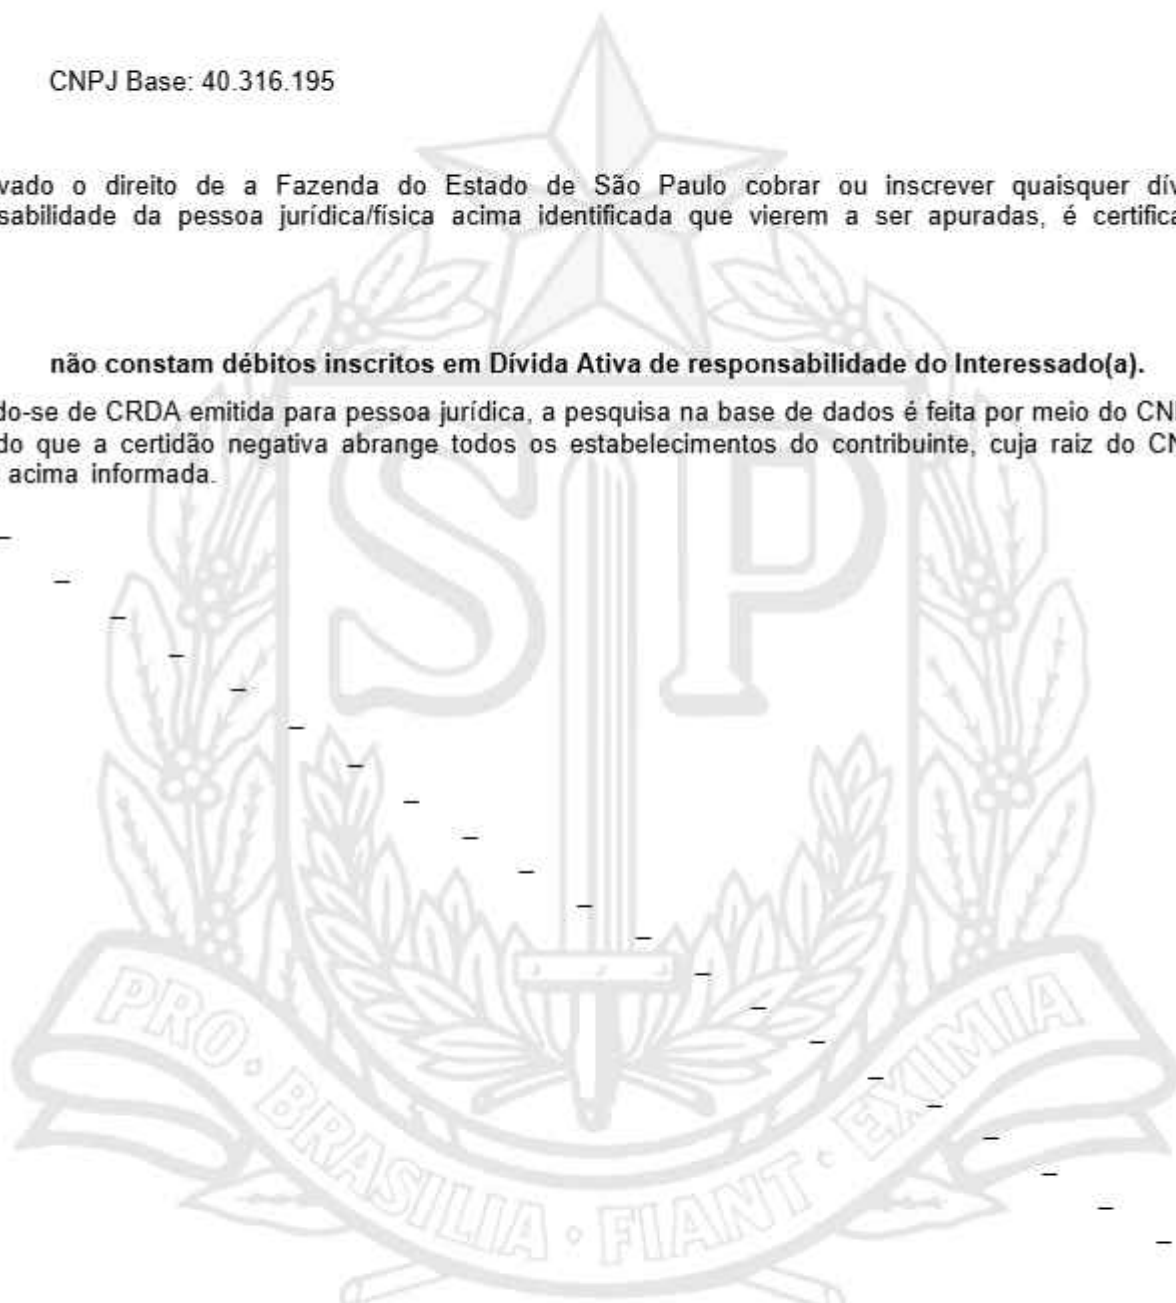 CNPJ Base: 40.316.195
vado o direito de a Fazenda do Estado de São Paulo cobrar ou inscrever quaisquer dív
sabilidade da pessoa jurídica/física acima identificada que vierem a ser apuradas, é certifica
não constam débitos inscritos em Dívida Ativa de responsabilidade do Interessado(a).
do-se de CRDA emitida para pessoa jurídica, a pesquisa na base de dados é feita por meio do CN
do que a certidão negativa abrange todos os estabelecimentos do contribuinte, cuja raiz do CN
acima informada.
SP
PRO • BRASILIA • FIANT • EXIMIA